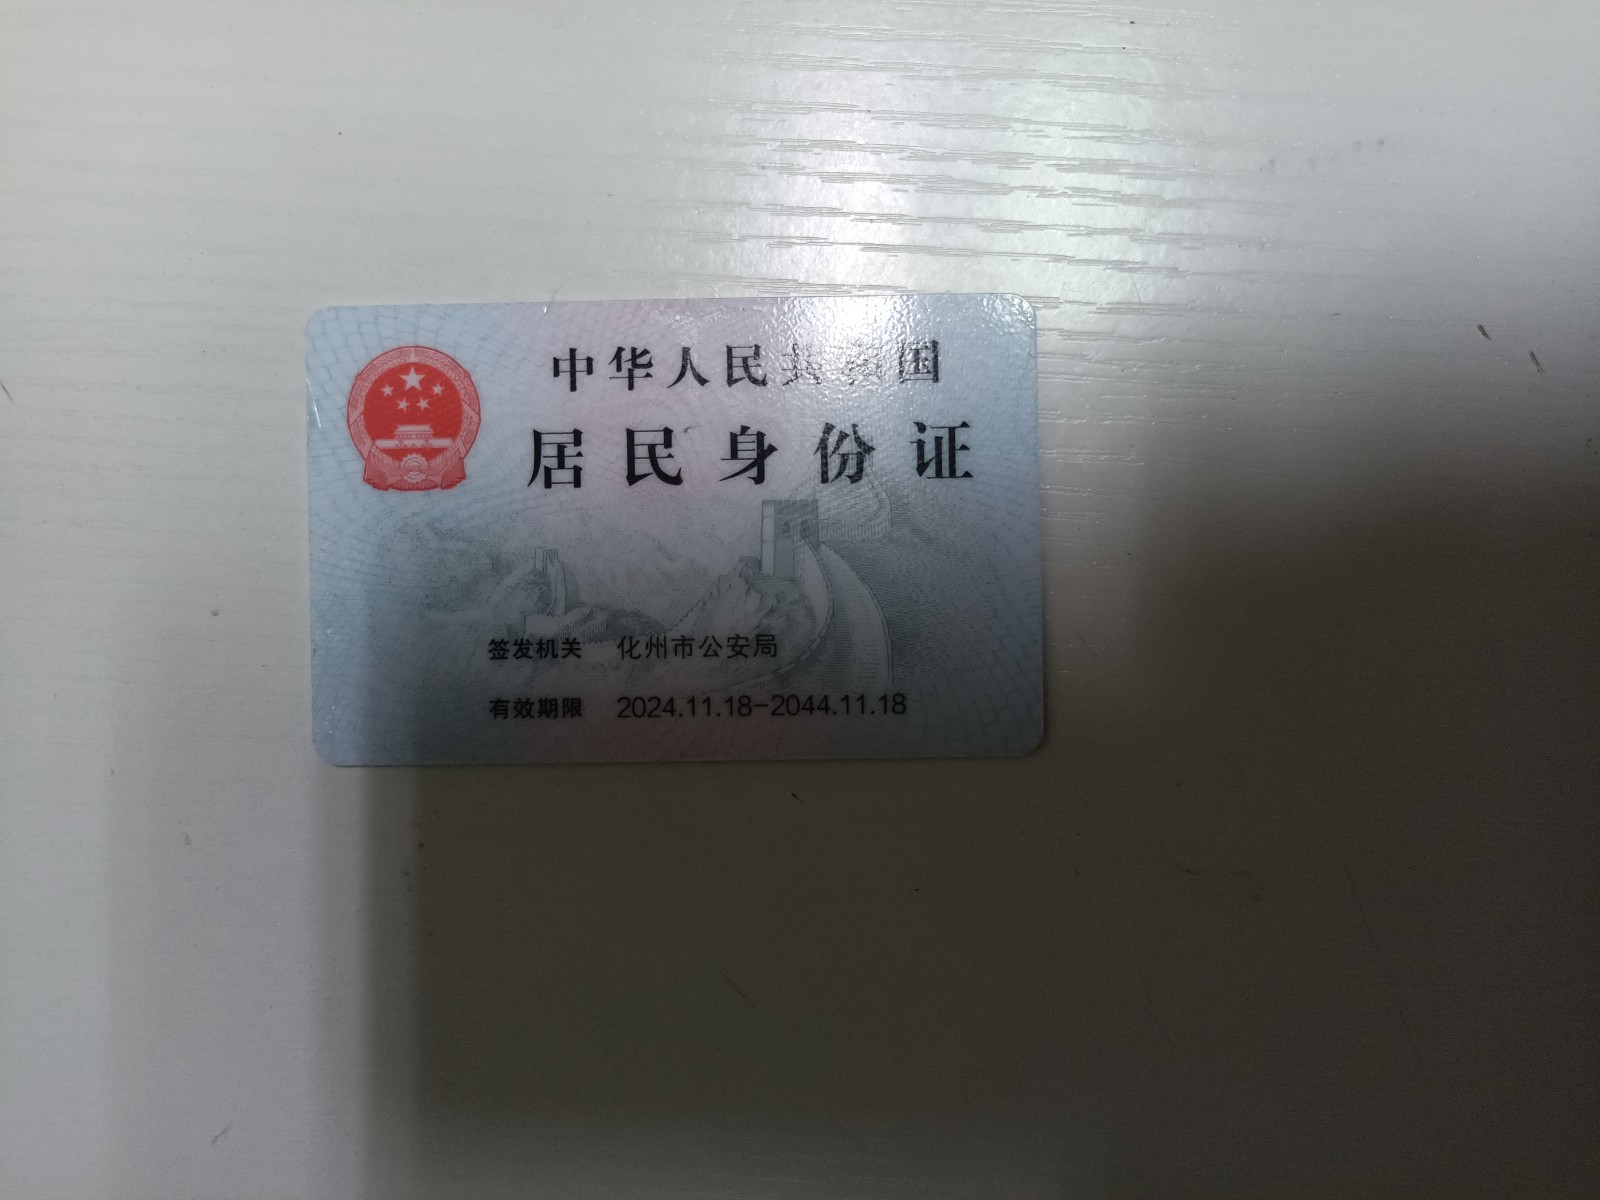 中华人民共和国
居民身份证
签发机关 化州市公安局
有效期限 2024.11.18-2044.11.18